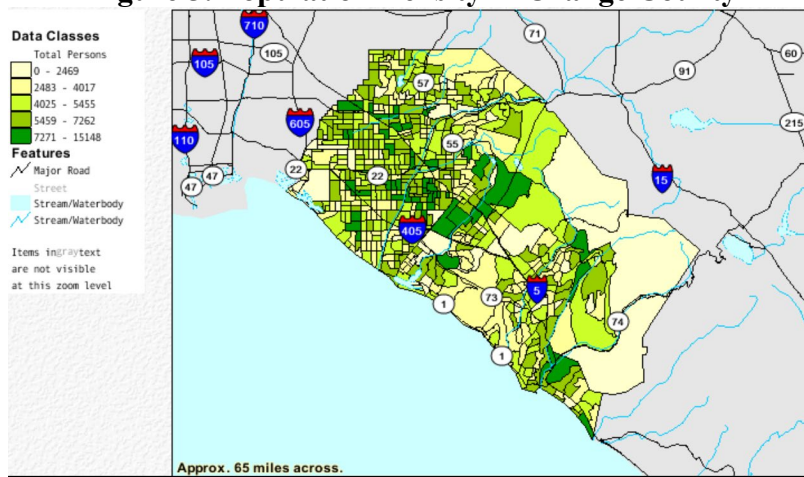 Data Classes
Total Persons
0 - 2469
2483 - 4017
4025 - 5455
5459 - 7262
7271 - 15148
Features
Major Road
Street
Stream/Waterbody
Stream/Waterbody
Items in gray text
are not visible
at this zoom level
710
105
105
605
110
47
47
22
22
57
55
71
91
60
215
15
405
1
73
5
74
1
Approx. 65 miles across.